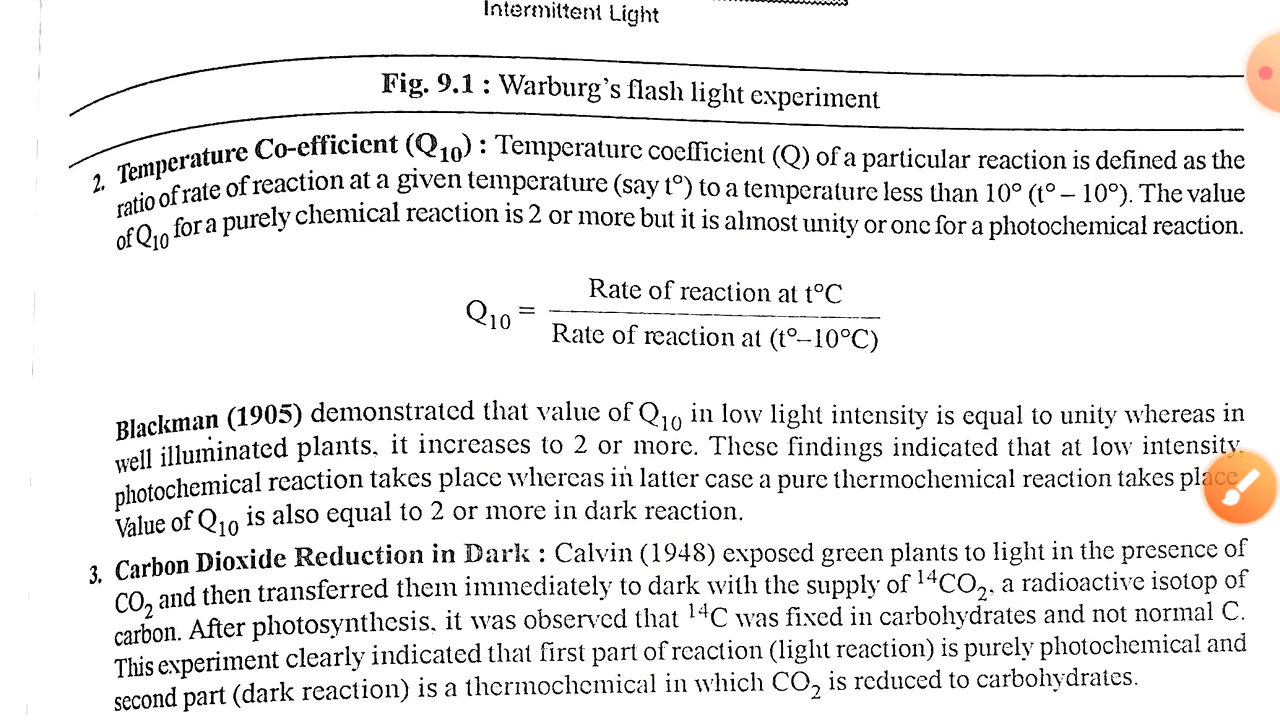 Intermittent Light
Fig. 9.1 : Warburg's flash light experiment
2. Temperature Co-efficient (Q₁₀) : Temperature coefficient (Q) of a particular reaction is defined as the
ratio of rate of reaction at a given temperature (say t°) to a temperature less than 10° (t° – 10°). The value
of Q₁₀ for a purely chemical reaction is 2 or more but it is almost unity or one for a photochemical reaction.
Q₁₀ = Rate of reaction at t°C
Rate of reaction at (t°–10°C)
Blackman (1905) demonstrated that value of Q₁₀ in low light intensity is equal to unity whereas in
well illuminated plants, it increases to 2 or more. These findings indicated that at low intensity,
photochemical reaction takes place whereas in latter case a pure thermochemical reaction takes place
Value of Q₁₀ is also equal to 2 or more in dark reaction.
3. Carbon Dioxide Reduction in Dark : Calvin (1948) exposed green plants to light in the presence of
CO₂ and then transferred them immediately to dark with the supply of ¹⁴CO₂, a radioactive isotop of
carbon. After photosynthesis, it was observed that ¹⁴C was fixed in carbohydrates and not normal C.
This experiment clearly indicated that first part of reaction (light reaction) is purely photochemical and
second part (dark reaction) is a thermochemical in which CO₂ is reduced to carbohydrates.